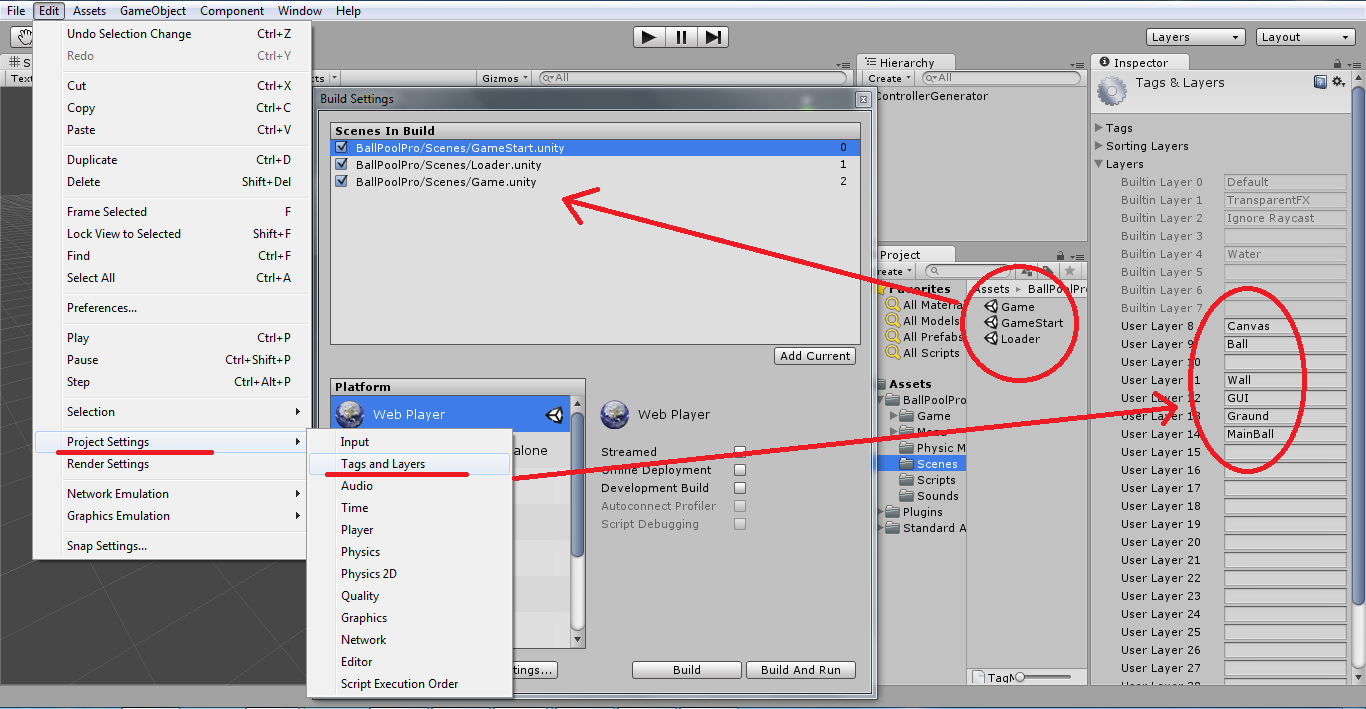 File Edit Assets GameObject Component Window Help
Undo Selection Change Ctrl+Z
Redo Ctrl+Y
Cut Ctrl+X
Copy Ctrl+C
Paste Ctrl+V
Duplicate Ctrl+D
Delete Shift+Del
Frame Selected F
Lock View to Selected Shift+F
Find Ctrl+F
Select All Ctrl+A
Preferences...
Play Ctrl+P
Pause Ctrl+Shift+P
Step Ctrl+Alt+P
Selection
Project Settings
Render Settings
Network Emulation
Graphics Emulation
Snap Settings...
Input
Tags and Layers
Audio
Time
Player
Physics
Physics 2D
Quality
Graphics
Network
Editor
Script Execution Order
Gizmos
All
Build Settings
Scenes In Build
BallPoolPro/Scenes/GameStart.unity 0
BallPoolPro/Scenes/Loader.unity 1
BallPoolPro/Scenes/Game.unity 2
Add Current
Platform
Web Player
alone
Web Player
Streamed
Online Deployment
Development Build
Autoconnect Profiler
Script Debugging
ttings...
Build
Build And Run
Layers
Layout
Hierarchy
Create
All
ControllerGenerator
Project
reate
Favorites
All Materia
All Models
All Prefabs
All Scripts
Assets
BallPoolPro
Game
Physic M
Scenes
Scripts
Sounds
Plugins
Standard A
Assets BallPoolPr
Game
GameStart
Loader
TagM
Inspector
Tags & Layers
Tags
Sorting Layers
Layers
Builtin Layer 0 Default
Builtin Layer 1 TransparentFX
Builtin Layer 2 Ignore Raycast
Builtin Layer 3
Builtin Layer 4 Water
Builtin Layer 5
Builtin Layer 6
Builtin Layer 7
User Layer 8 Canvas
User Layer 9 Ball
User Layer 10
User Layer 11 Wall
User Layer 12 GUI
User Layer 13 Graund
User Layer 14 MainBall
User Layer 15
User Layer 16
User Layer 17
User Layer 18
User Layer 19
User Layer 20
User Layer 21
User Layer 22
User Layer 23
User Layer 24
User Layer 25
User Layer 26
User Layer 27
User Layer 28